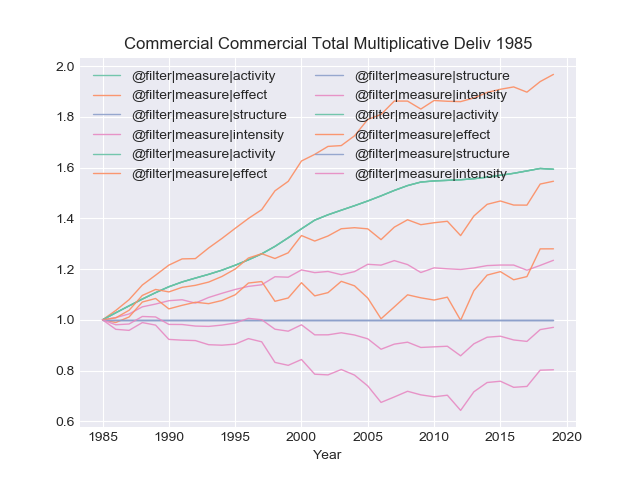 Commercial Commercial Total Multiplicative Deliv 1985
2.0
1.8
1.6
1.4
1.2
1.0
0.8
0.6
@filter|measure|activity
@filter|measure|effect
@filter|measure|structure
@filter|measure|intensity
@filter|measure|activity
@filter|measure|effect
@filter|measure|structure
@filter|measure|intensity
@filter|measure|activity
@filter|measure|effect
@filter|measure|structure
@filter|measure|intensity
1985 1990 1995 2000 2005 2010 2015 2020
Year